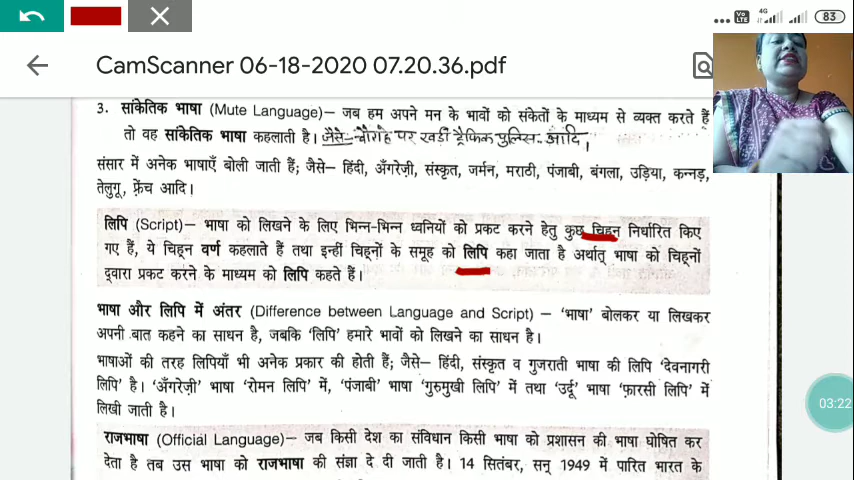 4G
Vo LTE
83
CamScanner 06-18-2020 07.20.36.pdf
3. सांकेतिक भाषा (Mute Language)– जब हम अपने मन के भावों को संकेतों के माध्यम से व्यक्त करते हैं
तो वह सांकेतिक भाषा कहलाती है। जैसे- चौराहे पर खड़ी ट्रैफिक पुलिस आदि।
संसार में अनेक भाषाएँ बोली जाती हैं; जैसे– हिंदी, अँगरेज़ी, संस्कृत, जर्मन, मराठी, पंजाबी, बंगला, उड़िया, कन्नड़,
तेलुगू, फ़्रेंच आदि।
लिपि (Script)– भाषा को लिखने के लिए भिन्न-भिन्न ध्वनियों को प्रकट करने हेतु कुछ चिह्न निर्धारित किए
गए हैं, ये चिह्न वर्ण कहलाते हैं तथा इन्हीं चिह्नों के समूह को लिपि कहा जाता है अर्थात् भाषा को चिह्नों
द्वारा प्रकट करने के माध्यम को लिपि कहते हैं।
भाषा और लिपि में अंतर (Difference between Language and Script) – 'भाषा' बोलकर या लिखकर
अपनी बात कहने का साधन है, जबकि 'लिपि' हमारे भावों को लिखने का साधन है।
भाषाओं की तरह लिपियाँ भी अनेक प्रकार की होती हैं; जैसे– हिंदी, संस्कृत व गुजराती भाषा की लिपि 'देवनागरी
लिपि' है। 'अँगरेज़ी' भाषा 'रोमन लिपि' में, 'पंजाबी' भाषा 'गुरुमुखी लिपि' में तथा 'उर्दू' भाषा 'फ़ारसी लिपि' में
लिखी जाती है।
03:22
राजभाषा (Official Language)– जब किसी देश का संविधान किसी भाषा को प्रशासन की भाषा घोषित कर
देता है तब उस भाषा को राजभाषा की संज्ञा दे दी जाती है। 14 सितंबर, सन् 1949 में पारित भारत के